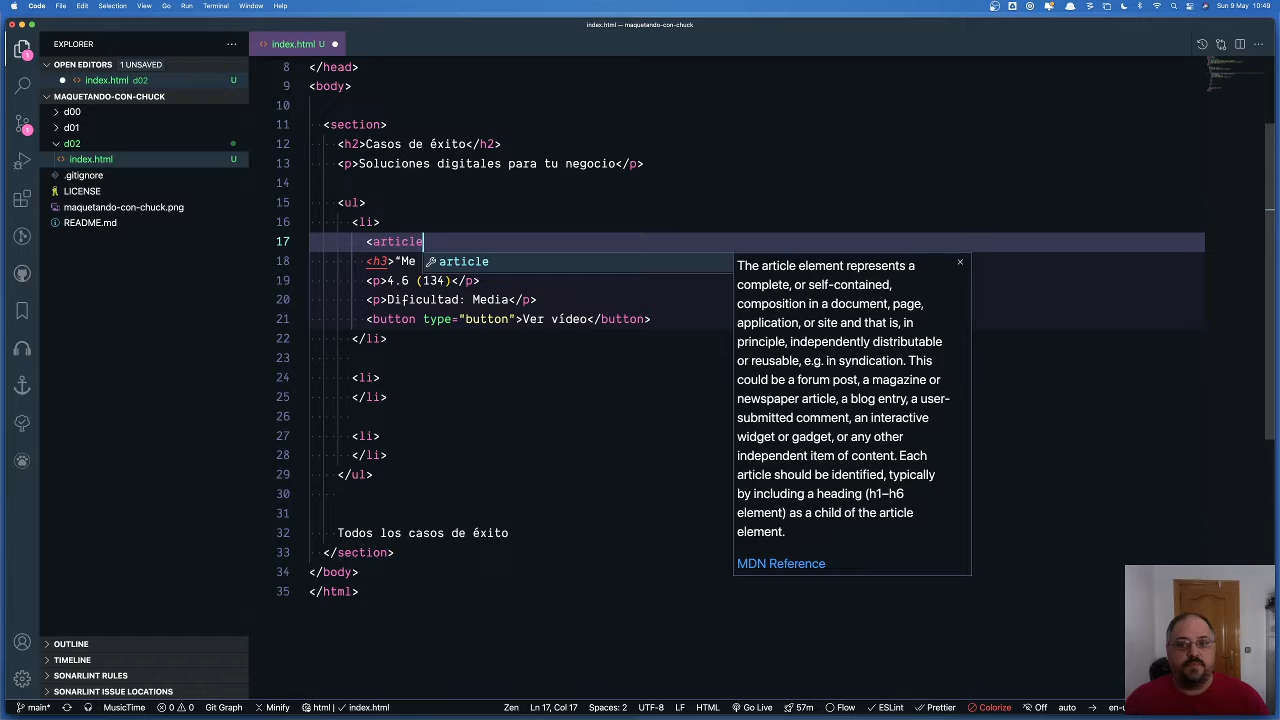 Code File Edit Selection View Go Run Terminal Window Help
Sun 9 May 10:49
index.html — maquetando-con-chuck
EXPLORER
index.html U
OPEN EDITORS 1 UNSAVED
index.html d02 U
MAQUETANDO-CON-CHUCK
d00
d01
d02
index.html U
.gitignore
LICENSE
maquetando-con-chuck.png
README.md
1
1
8 </head>
9 <body>
10
11 <section>
12 <h2>Casos de éxito</h2>
13 <p>Soluciones digitales para tu negocio</p>
14
15 <ul>
16 <li>
17 <article
18 <h3>“Me
19 <p>4.6 (134)</p>
20 <p>Dificultad: Media</p>
21 <button type="button">Ver vídeo</button>
22 </li>
23
24 <li>
25 </li>
26
27 <li>
28 </li>
29 </ul>
30
31
32 Todos los casos de éxito
33 </section>
34 </body>
35 </html>
article
The article element represents a
complete, or self-contained,
composition in a document, page,
application, or site and that is, in
principle, independently distributable
or reusable, e.g. in syndication. This
could be a forum post, a magazine or
newspaper article, a blog entry, a user-
submitted comment, an interactive
widget or gadget, or any other
independent item of content. Each
article should be identified, typically
by including a heading (h1–h6
element) as a child of the article
element.
MDN Reference
OUTLINE
TIMELINE
SONARLINT RULES
SONARLINT ISSUE LOCATIONS
main* MusicTime 0 0 Git Graph Minify html | index.html Zen Ln 17, Col 17 Spaces: 2 UTF-8 LF HTML Go Live 57m Flow ESLint Prettier Colorize Off auto en-u